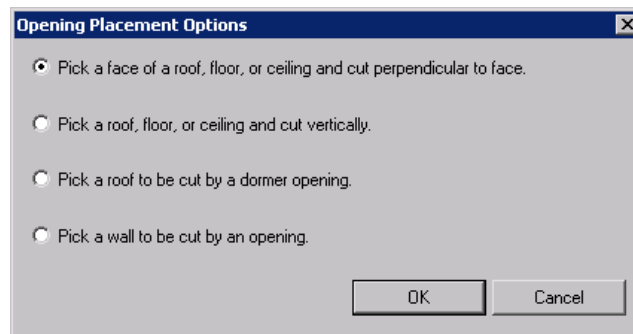 Opening Placement Options
Pick a face of a roof, floor, or ceiling and cut perpendicular to face.
Pick a roof, floor, or ceiling and cut vertically.
Pick a roof to be cut by a dormer opening.
Pick a wall to be cut by an opening.
OK
Cancel